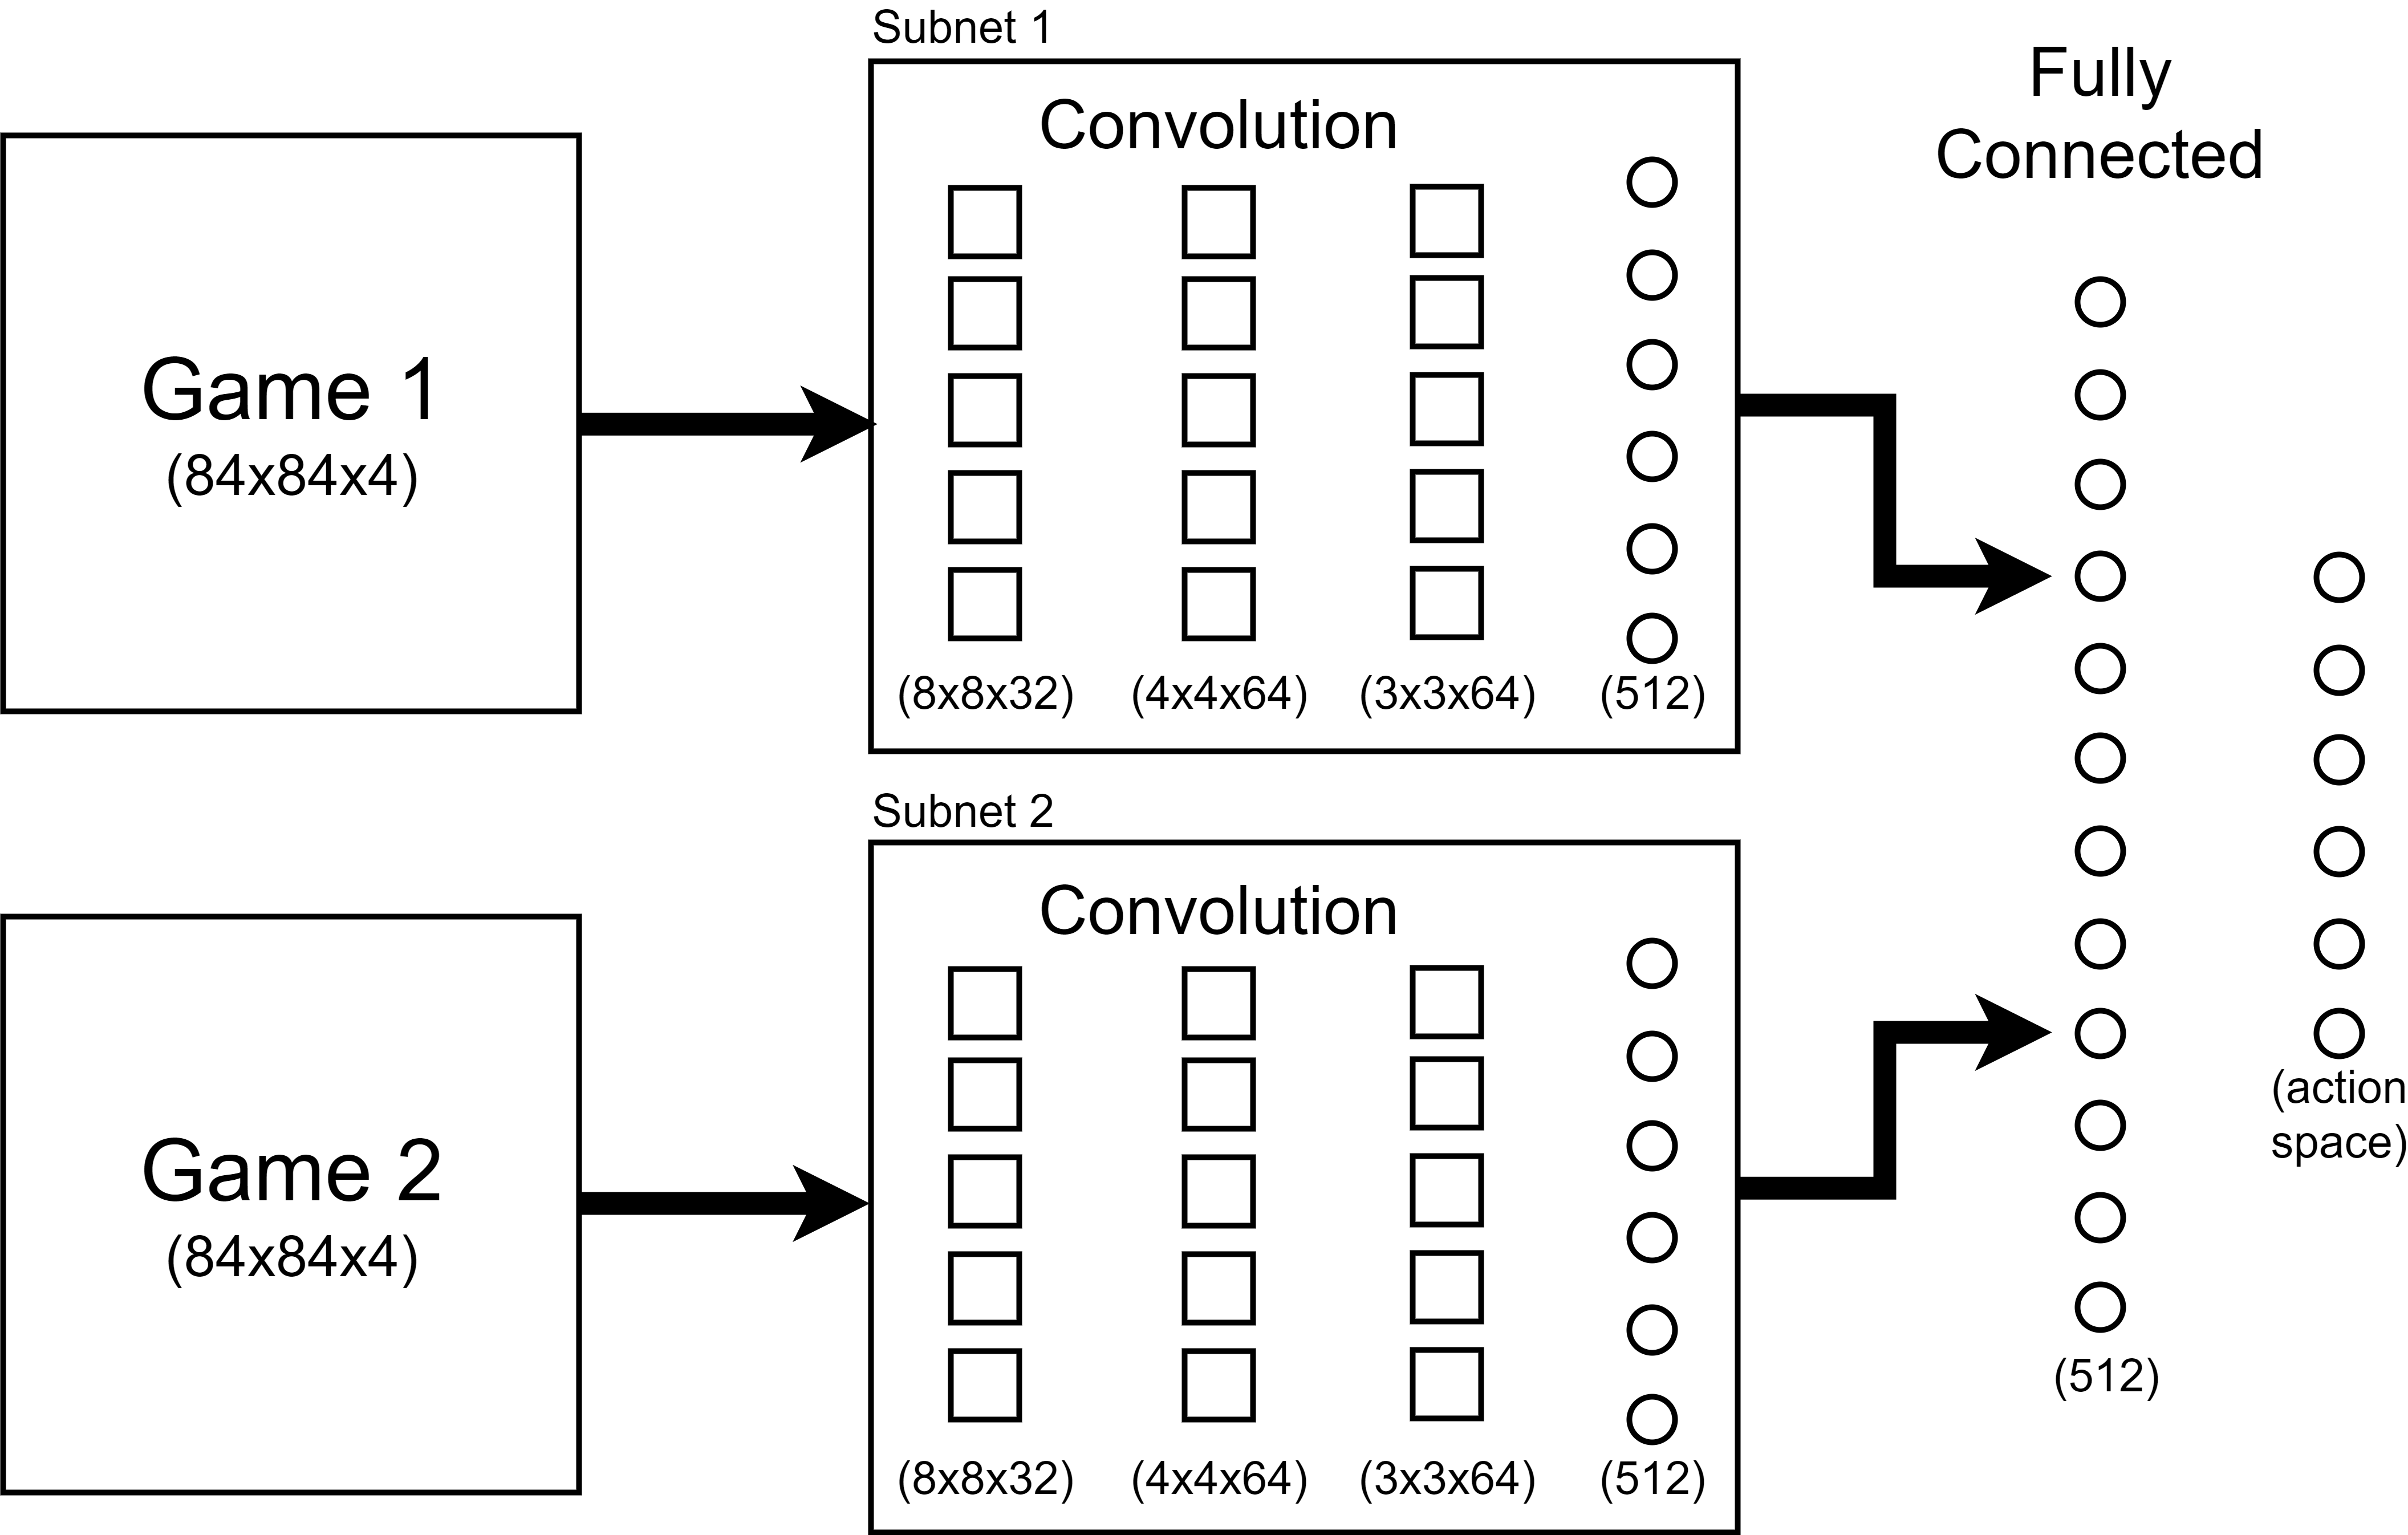 Subnet 1
Convolution
Game 1
(84x84x4)
(8x8x32)
(4x4x64)
(3x3x64)
(512)
Fully
Connected
Subnet 2
Convolution
Game 2
(84x84x4)
(8x8x32)
(4x4x64)
(3x3x64)
(512)
(512)
(action
space)